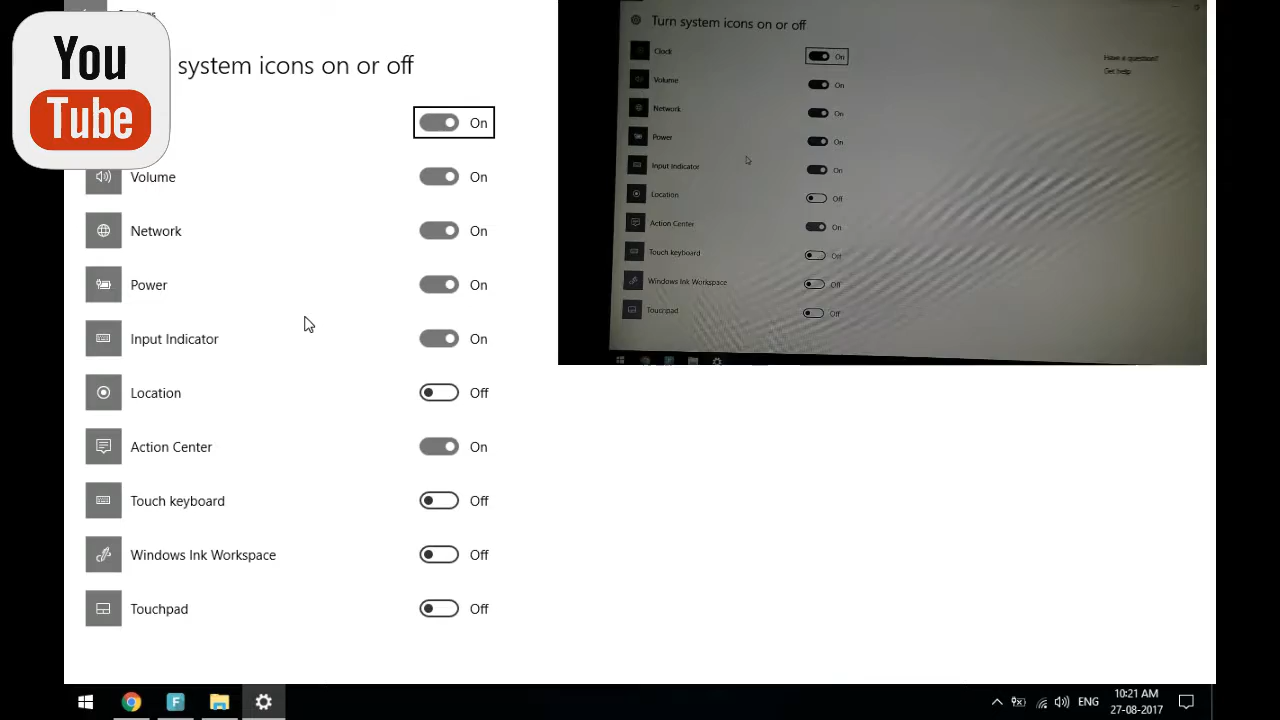 You
Tube
system icons on or off
On
Volume On
Network On
Power On
Input Indicator On
Location Off
Action Center On
Touch keyboard Off
Windows Ink Workspace Off
Touchpad Off
Turn system icons on or off
Clock On
Volume On
Network On
Power On
Input Indicator On
Location Off
Action Center On
Touch keyboard Off
Windows Ink Workspace Off
Touchpad Off
Have a question?
Get help
F
ENG
10:21 AM
27-08-2017